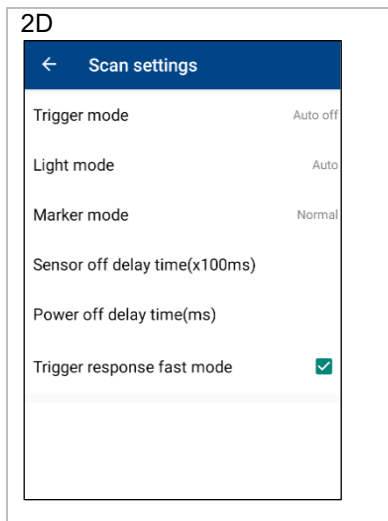 2D
Scan settings
Trigger mode Auto off
Light mode Auto
Marker mode Normal
Sensor off delay time(x100ms)
Power off delay time(ms)
Trigger response fast mode